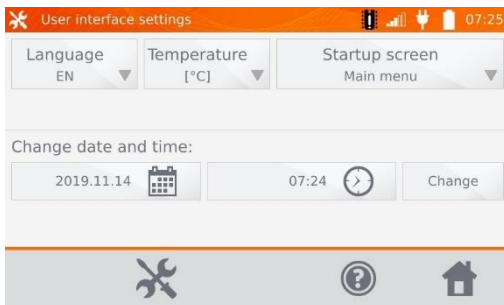 User interface settings
07:25
Language
EN
Temperature
[°C]
Startup screen
Main menu
Change date and time:
2019.11.14
07:24
Change